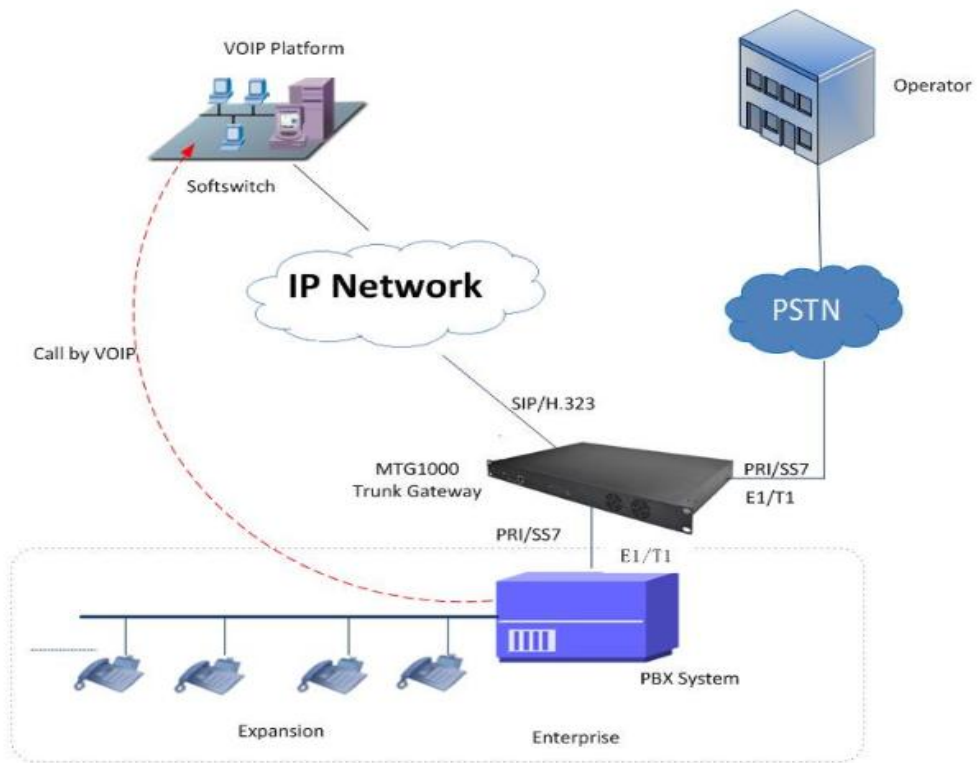 VOIP Platform
Operator
Softswitch
IP Network
PSTN
Call by VOIP
SIP/H.323
MTG1000
Trunk Gateway
PRI/SS7
E1/T1
PRI/SS7
E1/T1
PBX System
Expansion
Enterprise